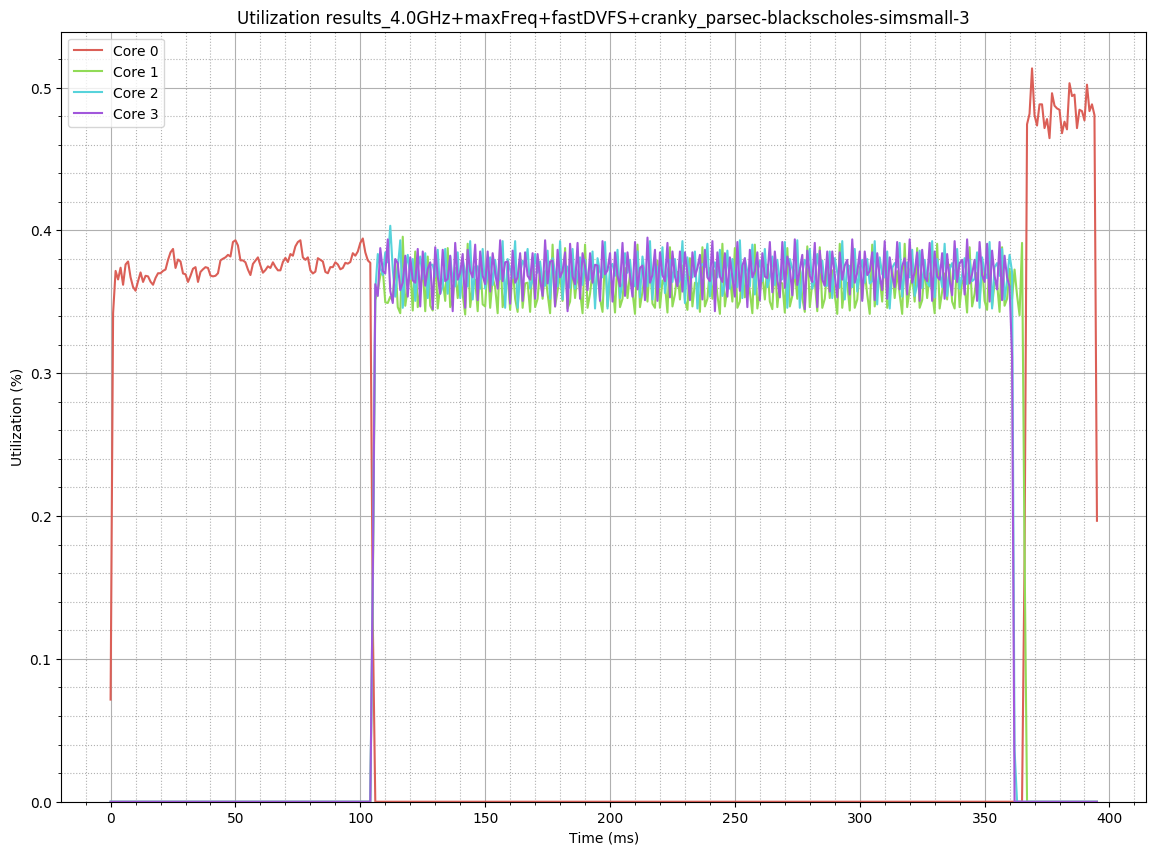 Utilization results_4.0GHz+maxFreq+fastDVFS+cranky_parsec-blackscholes-simsmall-3
Core 0
Core 1
Core 2
Core 3
Utilization (%)
0.5
0.4
0.3
0.2
0.1
0.0
0 50 100 150 200 250 300 350 400
Time (ms)